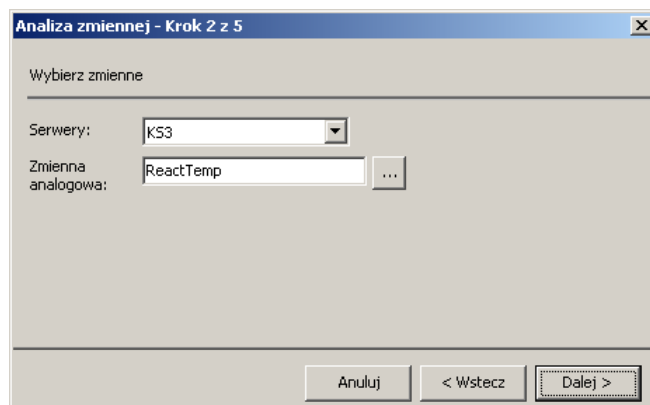 Analiza zmiennej - Krok 2 z 5
Wybierz zmienne
Serwery:
KS3
Zmienna
analogowa:
ReactTemp
...
Anuluj
< Wstecz
Dalej >